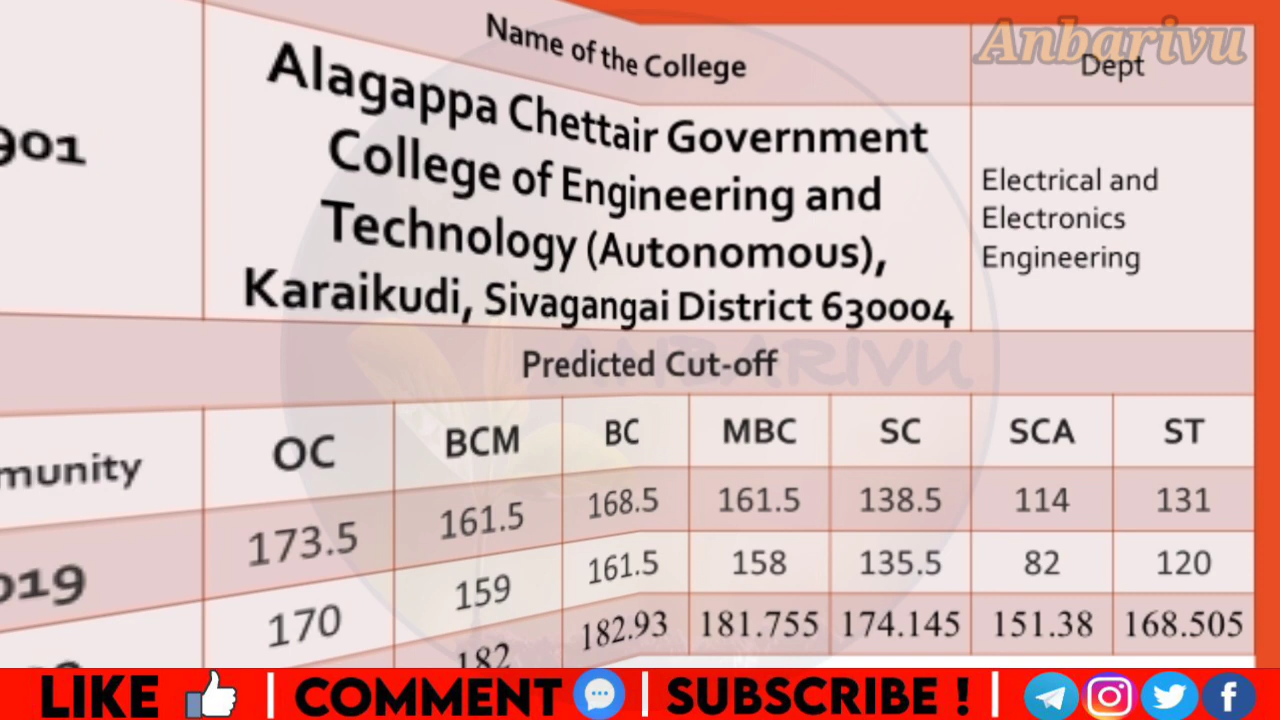 Anbarivu
Name of the College
Dept
901
Alagappa Chettair Government
College of Engineering and
Technology (Autonomous),
Karaikudi, Sivagangai District 630004
Electrical and
Electronics
Engineering
ANBARIVU
Predicted Cut-off
munity OC BCM BC MBC SC SCA ST
019 173.5 161.5 168.5 161.5 138.5 114 131
170 159 161.5 158 135.5 82 120
182 182.93 181.755 174.145 151.38 168.505
LIKE | COMMENT | SUBSCRIBE ! |